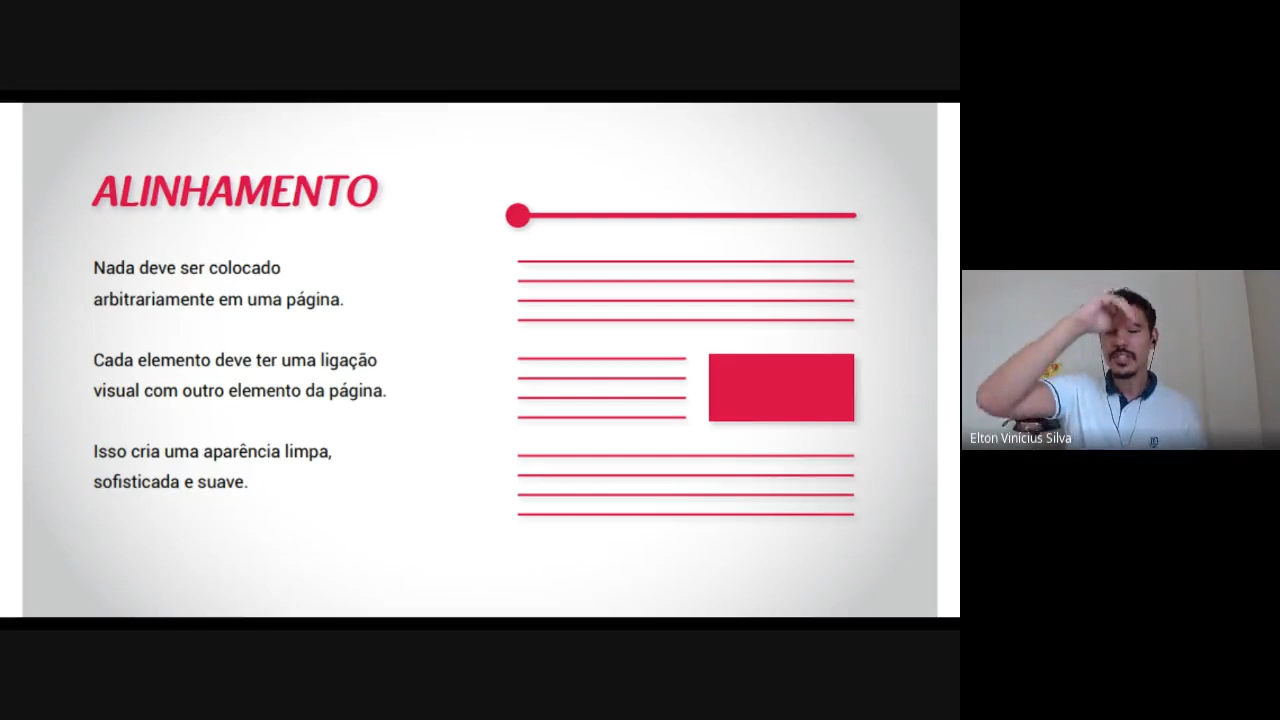 ALINHAMENTO
Nada deve ser colocado
arbitrariamente em uma página.
Cada elemento deve ter uma ligação
visual com outro elemento da página.
Isso cria uma aparência limpa,
sofisticada e suave.
Elton Vinícius Silva